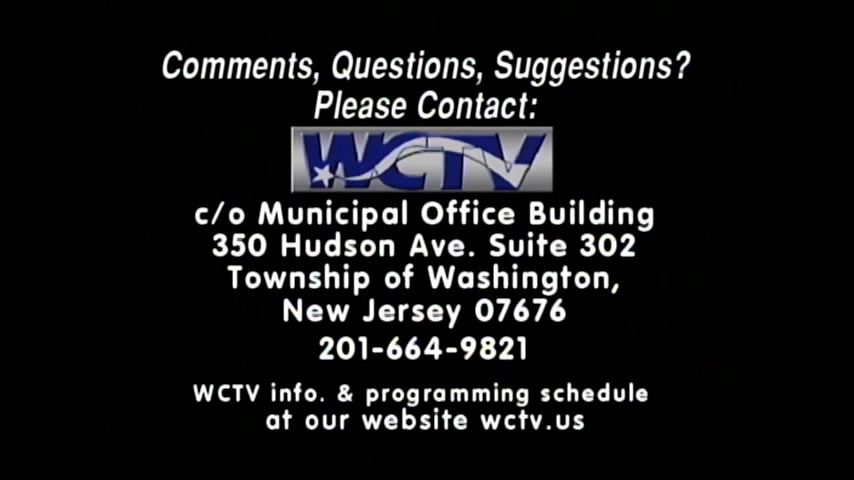 Comments, Questions, Suggestions?
Please Contact:
WCTV
c/o Municipal Office Building
350 Hudson Ave. Suite 302
Township of Washington,
New Jersey 07676
201-664-9821
WCTV info. & programming schedule
at our website wctv.us